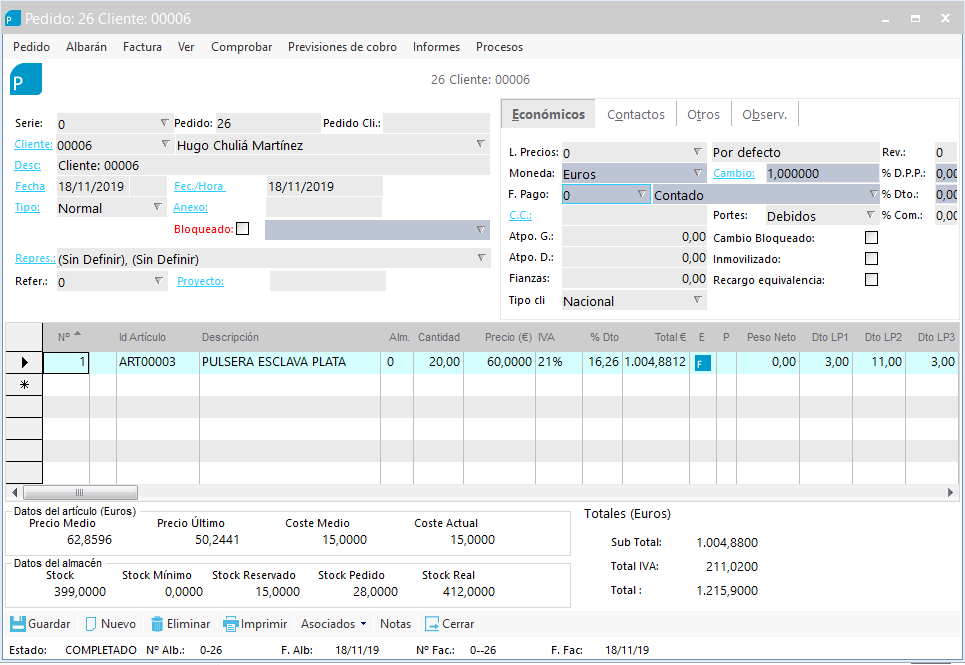 Pedido: 26 Cliente: 00006
Pedido Albarán Factura Ver Comprobar Previsiones de cobro Informes Procesos
P 26 Cliente: 00006
Serie: 0 Pedido: 26 Pedido Cli.:
Cliente: 00006 Hugo Chuliá Martínez
Desc: Cliente: 00006
Fecha 18/11/2019 Fec./Hora 18/11/2019
Tipo: Normal Anexo:
Bloqueado:
Repres.: (Sin Definir), (Sin Definir)
Refer.: 0 Proyecto:
Económicos Contactos Otros Observ.
L. Precios: 0 Por defecto Rev.: 0
Moneda: Euros Cambio: 1,000000 % D.P.P.: 0,00
F. Pago: 0 Contado % Dto.: 0,00
C.C.: Portes: Debidos % Com.: 0,00
Atpo. G.: 0,00 Cambio Bloqueado:
Atpo. D.: 0,00 Inmovilizado:
Fianzas: 0,00 Recargo equivalencia:
Tipo cli Nacional
Nº Id Artículo Descripción Alm. Cantidad Precio (€) IVA % Dto Total € E P Peso Neto Dto LP1 Dto LP2 Dto LP3
1 ART00003 PULSERA ESCLAVA PLATA 0 20,00 60,0000 21% 16,26 1.004,8812 F 0,00 3,00 11,00 3,00
Datos del artículo (Euros)
Precio Medio Precio Último Coste Medio Coste Actual
62,8596 50,2441 15,0000 15,0000
Datos del almacén
Stock Stock Mínimo Stock Reservado Stock Pedido Stock Real
399,0000 0,0000 15,0000 28,0000 412,0000
Totales (Euros)
Sub Total: 1.004,8800
Total IVA: 211,0200
Total : 1.215,9000
Guardar Nuevo Eliminar Imprimir Asociados Notas Cerrar
Estado: COMPLETADO Nº Alb.: 0-26 F. Alb: 18/11/19 Nº Fac.: 0--26 F. Fac: 18/11/19